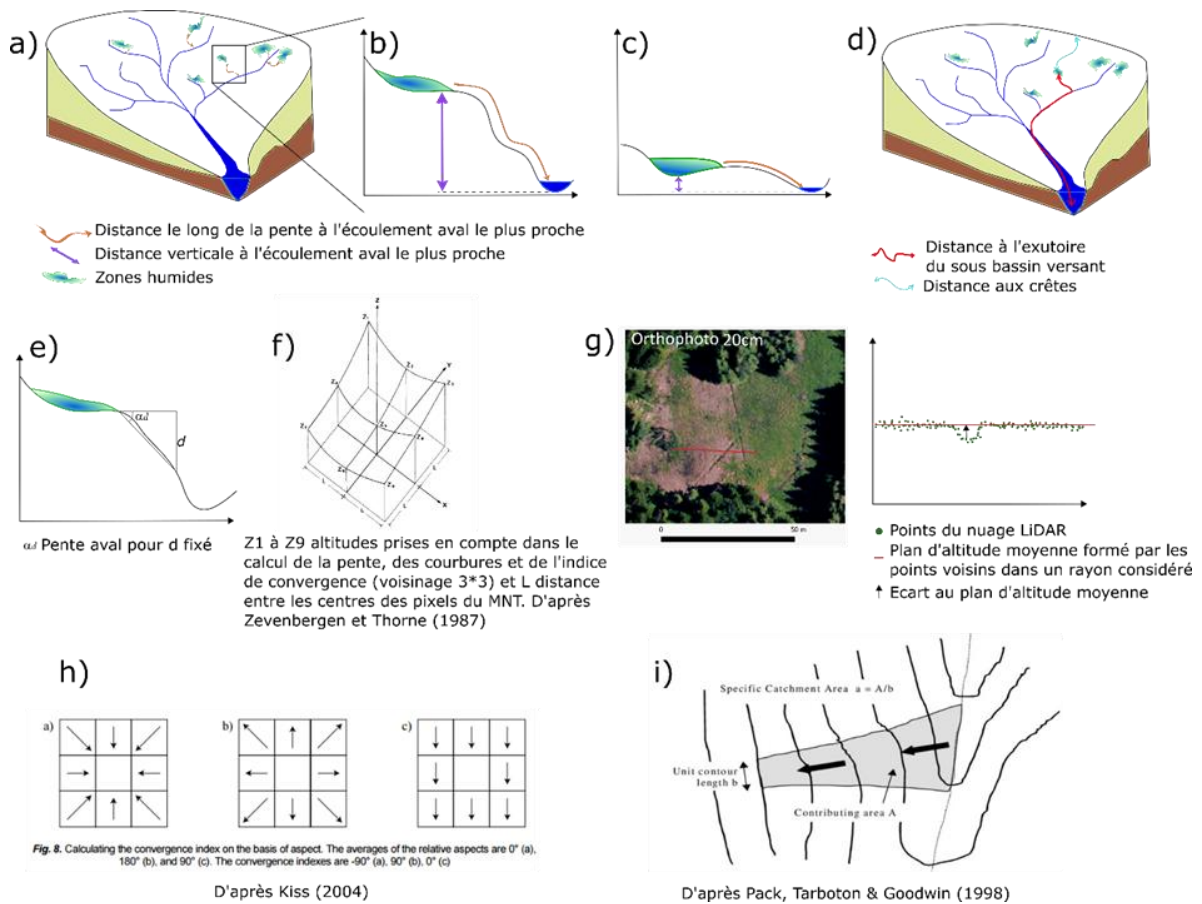 a)
b)
c)
d)
Distance le long de la pente à l'écoulement aval le plus proche
Distance verticale à l'écoulement aval le plus proche
Zones humides
Distance à l'exutoire
du sous bassin versant
Distance aux crêtes
e)
αd
d
αd Pente aval pour d fixé
f)
Z
Y
X
L
L
Z1 à Z9 altitudes prises en compte dans le
calcul de la pente, des courbures et de l'indice
de convergence (voisinage 3*3) et L distance
entre les centres des pixels du MNT. D'après
Zevenbergen et Thorne (1987)
g)
Orthophoto 20cm
0
50 m
Points du nuage LiDAR
Plan d'altitude moyenne formé par les
points voisins dans un rayon considéré
Ecart au plan d'altitude moyenne
h)
a)
b)
c)
Fig. 8. Calculating the convergence index on the basis of aspect. The averages of the relative aspects are 0° (a),
180° (b), and 90° (c). The convergence indexes are -90° (a), 90° (b), 0° (c)
D'après Kiss (2004)
i)
Specific Catchment Area a = A/b
Unit contour
length b
Contributing area A
D'après Pack, Tarboton & Goodwin (1998)